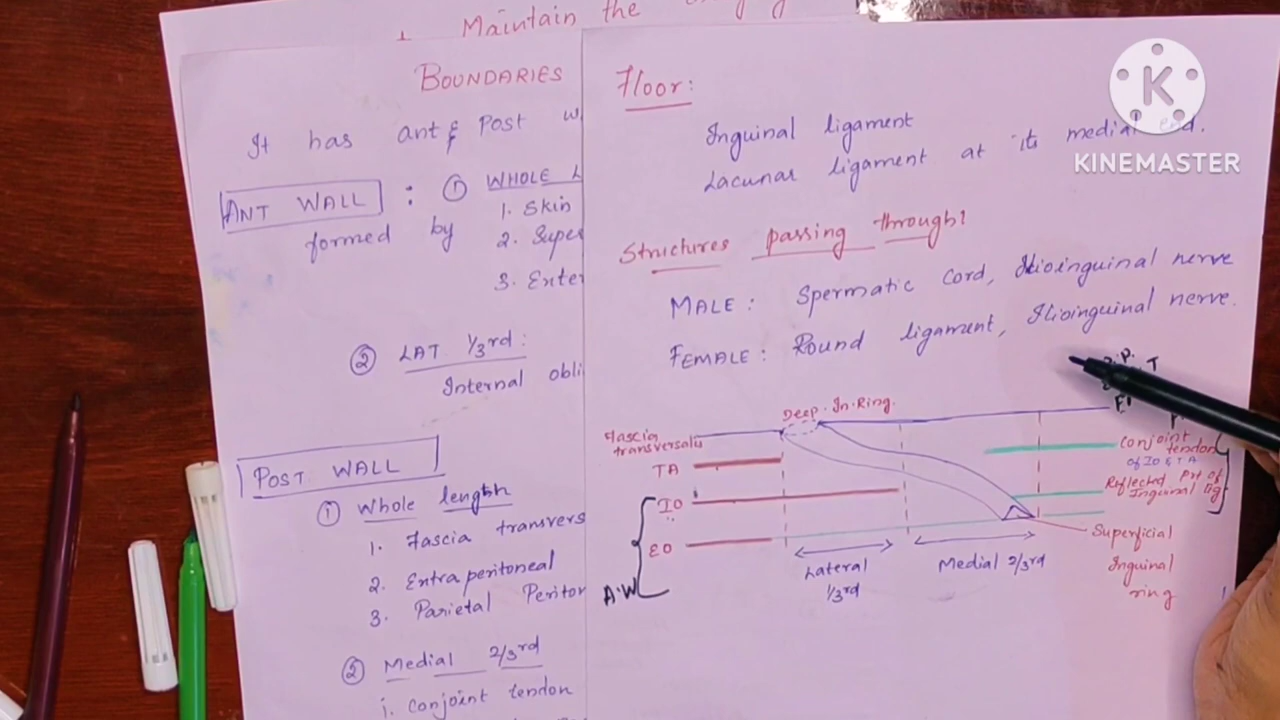 Maintain the
BOUNDARIES
It has ant & Post
ANT WALL : ① WHOLE
formed by 1. Skin
2. Super
3. Exter
② LAT 1/3rd :
Internal obli
POST WALL
① Whole length
1. Fascia transvers
2. Extraperitoneal
3. Parietal Periton
② Medial 2/3rd
i. Conjoint tendon
Floor:
Inguinal ligament
Lacunar ligament at its medial end.
Structures passing through!
MALE: Spermatic cord, Ilioinguinal nerve
FEMALE: Round ligament, Ilioinguinal nerve.
Deep. In. Ring.
Fascia transversalis
TA
IO
EO
A.W
Lateral
1/3rd
Medial 2/3rd
Conjoint
tendon
of IO & TA
Reflected Prt of
Inguinal lig
Superficial
Inguinal
ring
K
KINEMASTER